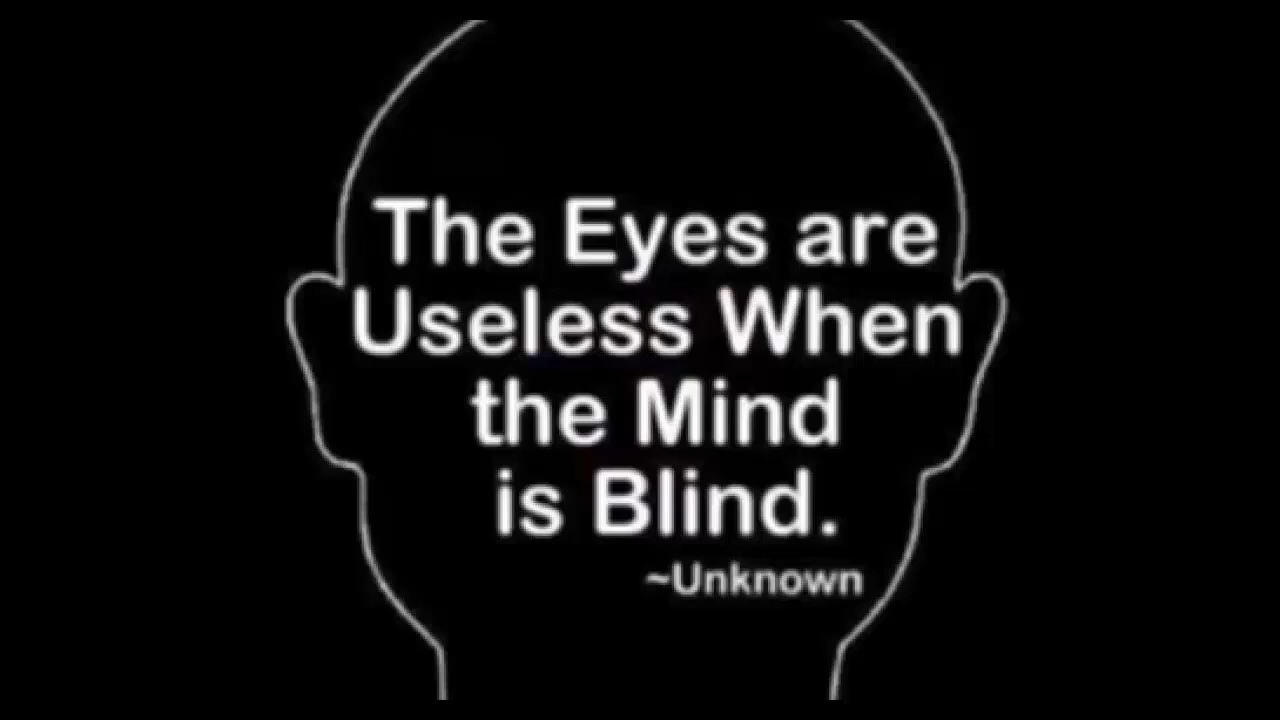 The Eyes are
Useless When
the Mind
is Blind.
~Unknown